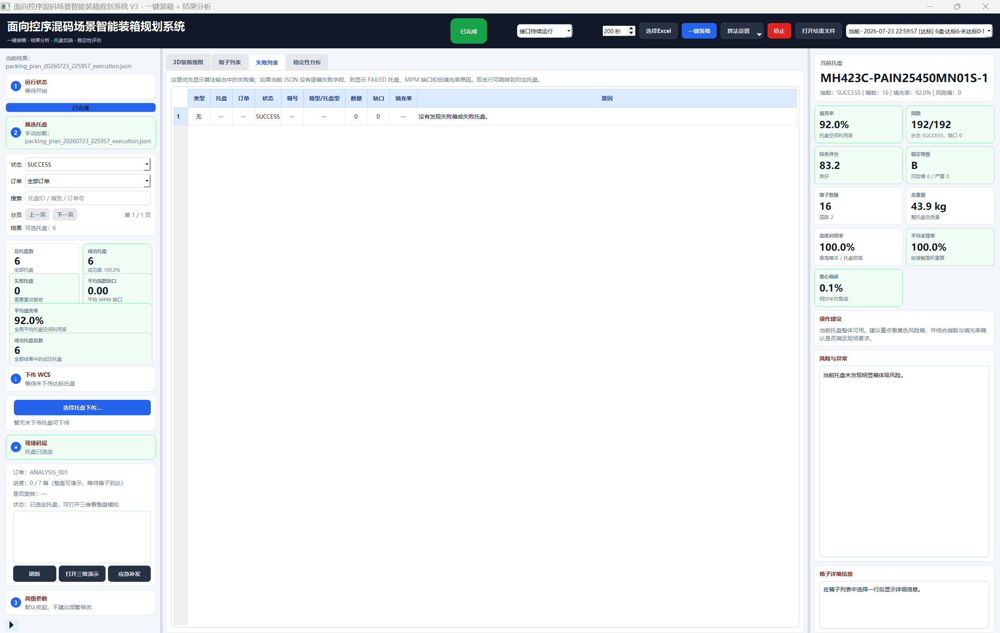 面向控序混码场景智能装箱规划系统 V3 - 一键装箱 + 结果分析
面向控序混码场景智能装箱规划系统
一键装箱 · 结果分析 · 托盘切换 · 稳定性评估
已完成
接口持续运行
200 秒
选择Excel
一键装箱
算法设置
停止
打开结果文件
当前 · 2026-07-23 22:59:57 [达标] 6盘·达标6·未达标0·1
当前结果：
packing_plan_20260723_225957_execution.json
1
运行状态
等待开始
已完成
2
筛选托盘
手动加载：
packing_plan_20260723_225957_execution.json
状态 SUCCESS
订单 全部订单
搜索 托盘ID / 箱型 / 订单号
分页 上一页 下一页 第 1 / 1 页
结果 可选托盘：6
总托盘数
6
全部托盘
成功托盘
6
成功率 100.0%
失败托盘
0
需要重点复核
平均指数缺口
0.00
平均 MPM 缺口
平均填充率
92.0%
全局平均托盘空间利用率
成功托盘总数
6
全部结果中的成功托盘
↓
下传 WCS
等待未下传达标托盘
选择托盘下传...
暂无未下传托盘可下传
现场码垛
托盘已选定
订单：ANALYSIS_001
进度：0 / ? 箱（整盘可演示，等待箱子到达）
是否旋转：—
状态：已选定托盘，可打开三维看整盘模拟
刷新 打开三维演示 应急补发
3
高级参数
默认收起，不建议频繁修改
3D装箱视图 箱子列表 失败列表 稳定性分析
这里优先显示算法输出中的失败箱；如果当前 JSON 没有逐箱失败字段，则显示 FAILED 托盘、MPM 缺口和低填充率原因。双击行可跳转到对应托盘。
类型 托盘 订单 状态 箱号 箱型/托盘型 数量 缺口 填充率 原因
1 无 -- -- SUCCESS -- -- 0 0 -- 没有发现失败箱或失败托盘。
当前托盘
MH423C-PAIN25450MN01S-1
指数：SUCCESS | 箱数：16 | 填充率：92.0% | 风险箱：0
填充率
92.0%
托盘空间利用率
指数
192/192
状态 SUCCESS，缺口 0
综合评分
83.2
良好
稳定等级
B
风险箱 0 / 严重 0
箱子数量
16
层数 2
总重量
43.9 kg
整托盘总质量
高度利用率
100.0%
最高箱体 / 托盘限高
平均支撑率
100.0%
按接触面积重算
重心偏移
0.1%
相对半对角线
操作建议
当前托盘整体可用。建议重点看黄色风险箱，并结合指数与填充率确
认是否满足现场要求。
风险与异常
当前托盘未发现明显箱体级风险。
箱子详细信息
在箱子列表中选择一行后显示详细信息。